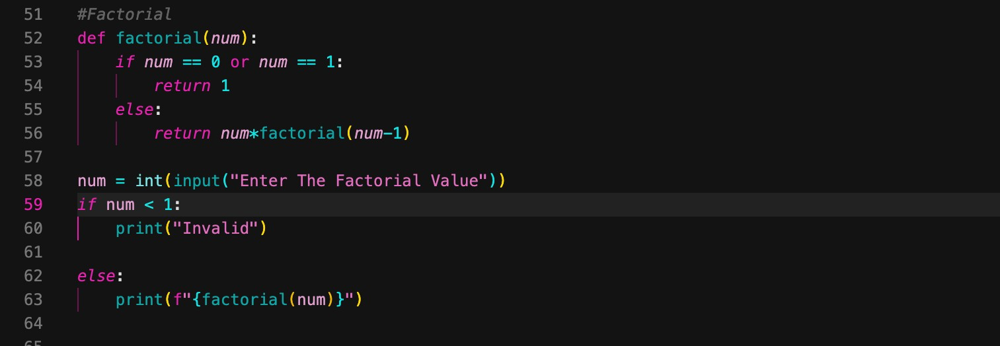 51 #Factorial
52 def factorial(num):
53     if num == 0 or num == 1:
54         return 1
55     else:
56         return num*factorial(num-1)
57
58 num = int(input("Enter The Factorial Value"))
59 if num < 1:
60     print("Invalid")
61
62 else:
63     print(f"{factorial(num)}")
64
65